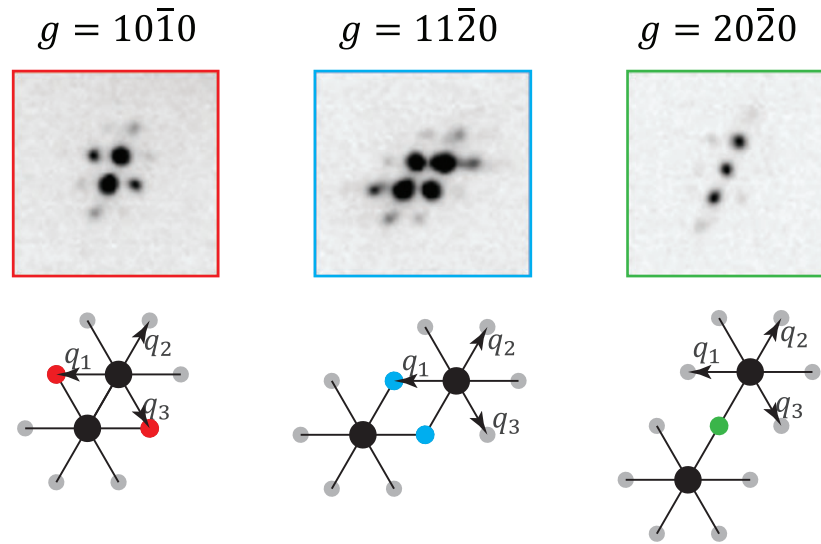 g = 101̅0
g = 112̅0
g = 202̅0
q₁
q₂
q₃
q₁
q₂
q₃
q₁
q₂
q₃